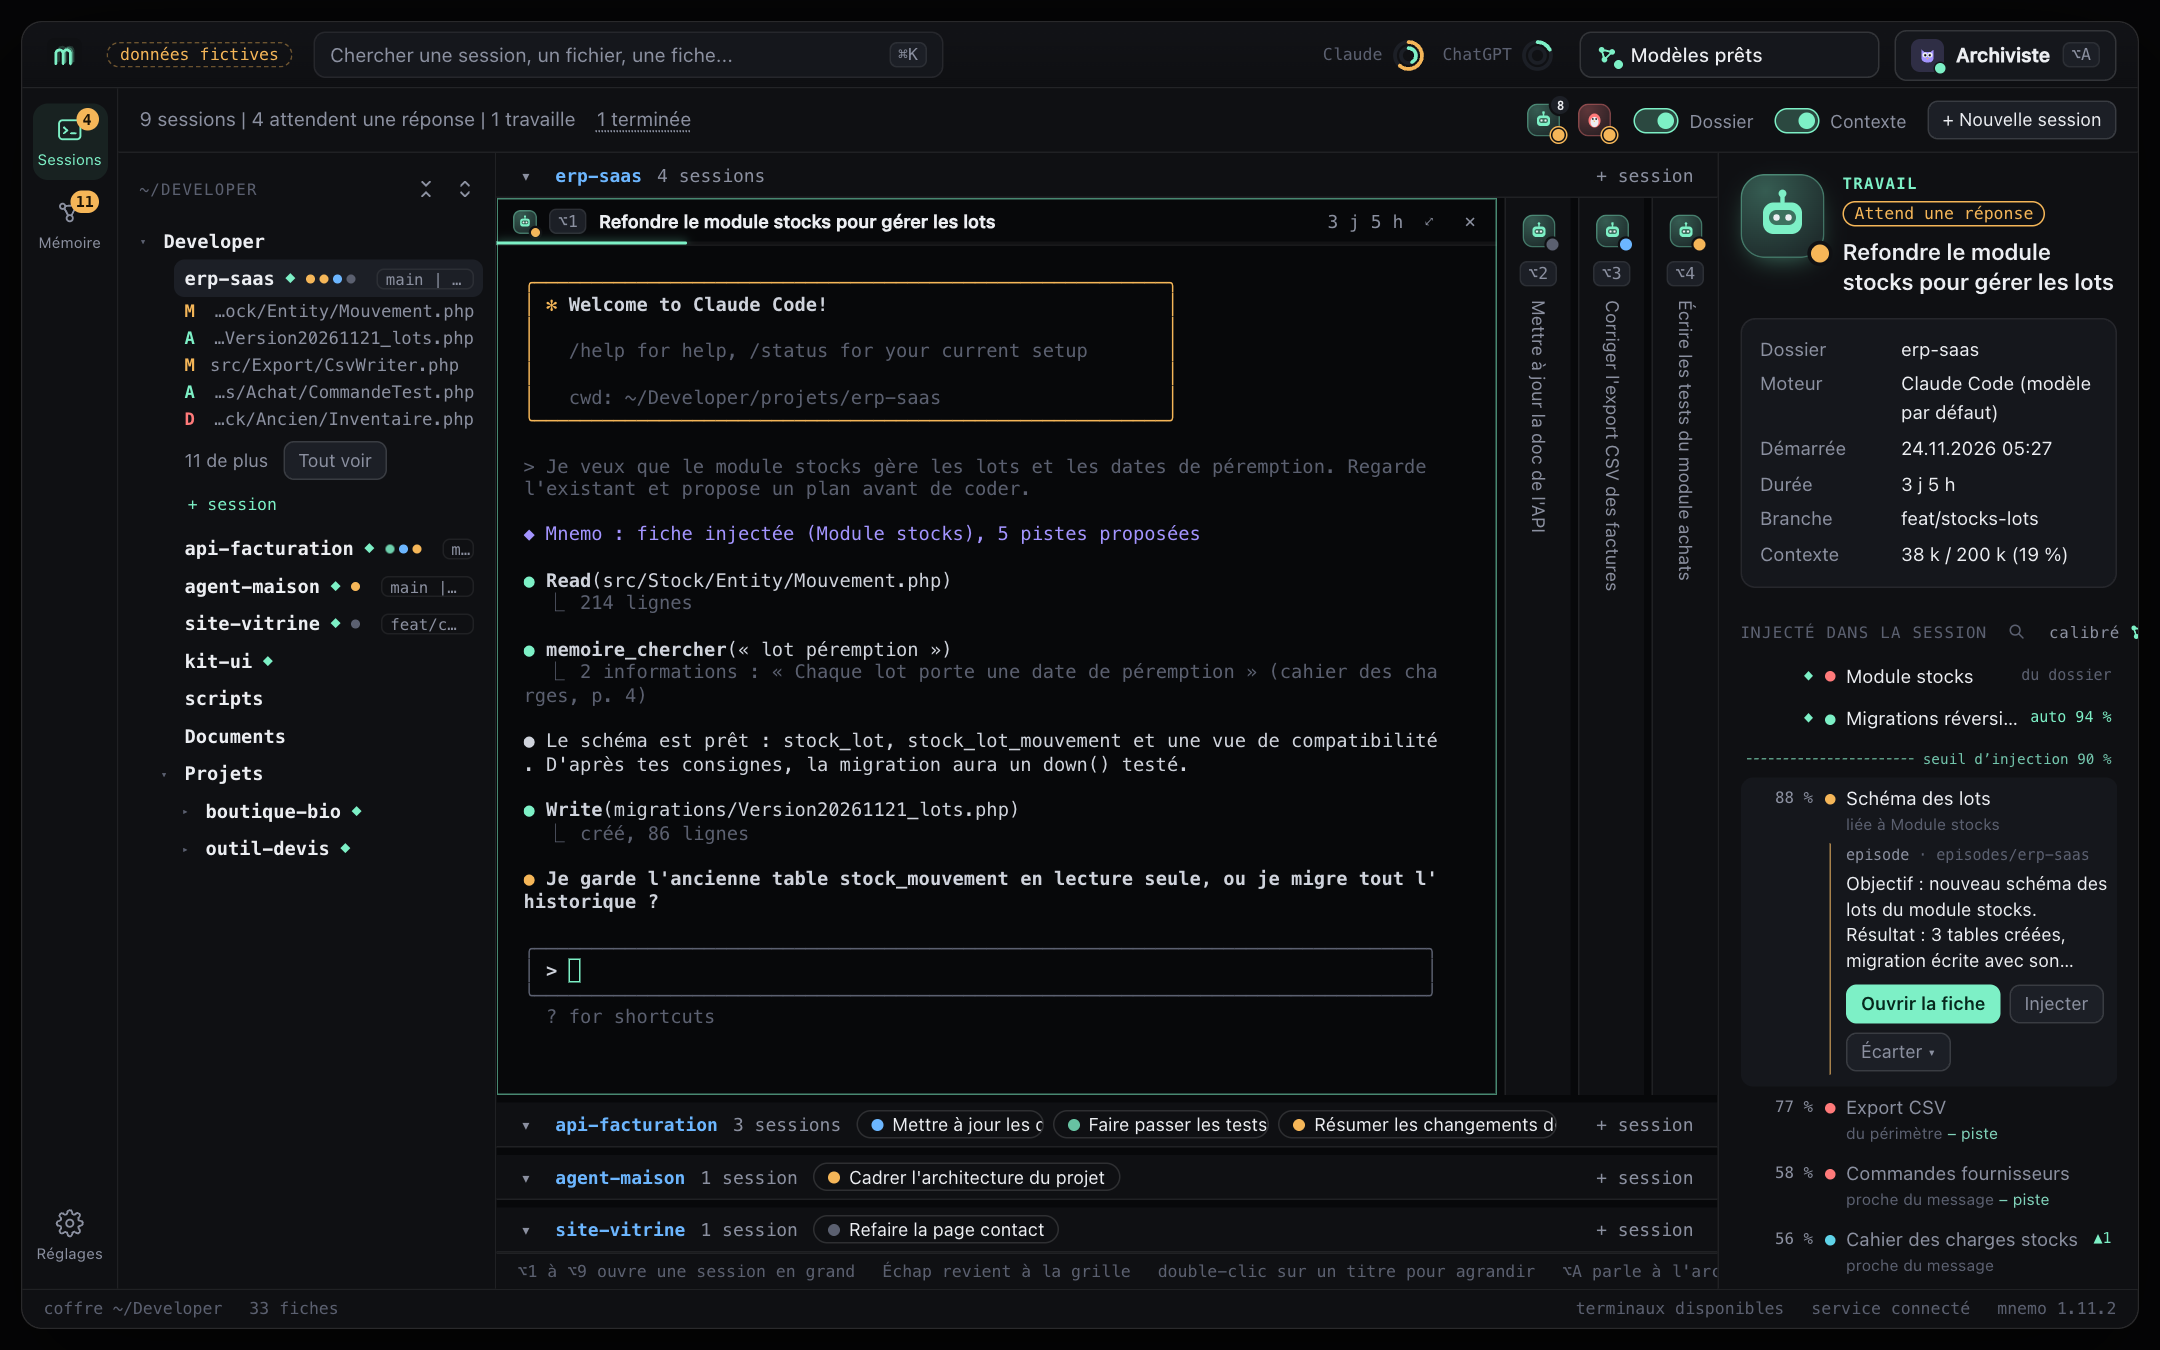 m
données fictives
Chercher une session, un fichier, une fiche...
⌘K
Claude
ChatGPT
Modèles prêts
Archiviste
⌥A
4
Sessions
11
Mémoire
Réglages
9 sessions | 4 attendent une réponse | 1 travaille 1 terminée
8
Dossier
Contexte
+ Nouvelle session
~/DEVELOPER
▾ Developer
erp-saas main | …
M …ock/Entity/Mouvement.php
A …Version20261121_lots.php
M src/Export/CsvWriter.php
A …s/Achat/CommandeTest.php
D …ck/Ancien/Inventaire.php
11 de plus Tout voir
+ session
api-facturation m…
agent-maison main |…
site-vitrine feat/c…
kit-ui
scripts
Documents
▾ Projets
▸ boutique-bio
▸ outil-devis
▾ erp-saas 4 sessions + session
⌥1 Refondre le module stocks pour gérer les lots 3 j 5 h ×
✻ Welcome to Claude Code!
/help for help, /status for your current setup
cwd: ~/Developer/projets/erp-saas
> Je veux que le module stocks gère les lots et les dates de péremption. Regarde
l'existant et propose un plan avant de coder.
◆ Mnemo : fiche injectée (Module stocks), 5 pistes proposées
● Read(src/Stock/Entity/Mouvement.php)
⎿ 214 lignes
● memoire_chercher(« lot péremption »)
⎿ 2 informations : « Chaque lot porte une date de péremption » (cahier des cha
rges, p. 4)
● Le schéma est prêt : stock_lot, stock_lot_mouvement et une vue de compatibilité
. D'après tes consignes, la migration aura un down() testé.
● Write(migrations/Version20261121_lots.php)
⎿ créé, 86 lignes
● Je garde l'ancienne table stock_mouvement en lecture seule, ou je migre tout l'
historique ?
>
? for shortcuts
⌥2
Mettre à jour la doc de l'API
⌥3
Corriger l'export CSV des factures
⌥4
Écrire les tests du module achats
▾ api-facturation 3 sessions Mettre à jour les d Faire passer les tests Résumer les changements d + session
▾ agent-maison 1 session Cadrer l'architecture du projet + session
▾ site-vitrine 1 session Refaire la page contact + session
⌥1 à ⌥9 ouvre une session en grand Échap revient à la grille double-clic sur un titre pour agrandir ⌥A parle à l'arc
TRAVAIL
Attend une réponse
Refondre le module
stocks pour gérer les lots
Dossier erp-saas
Moteur Claude Code (modèle
par défaut)
Démarrée 24.11.2026 05:27
Durée 3 j 5 h
Branche feat/stocks-lots
Contexte 38 k / 200 k (19 %)
INJECTÉ DANS LA SESSION calibré
Module stocks du dossier
Migrations réversi… auto 94 %
seuil d’injection 90 %
88 % Schéma des lots
liée à Module stocks
episode · episodes/erp-saas
Objectif : nouveau schéma des
lots du module stocks.
Résultat : 3 tables créées,
migration écrite avec son…
Ouvrir la fiche Injecter
Écarter ▾
77 % Export CSV
du périmètre – piste
58 % Commandes fournisseurs
proche du message – piste
56 % Cahier des charges stocks ▲1
proche du message
coffre ~/Developer 33 fiches
terminaux disponibles service connecté mnemo 1.11.2